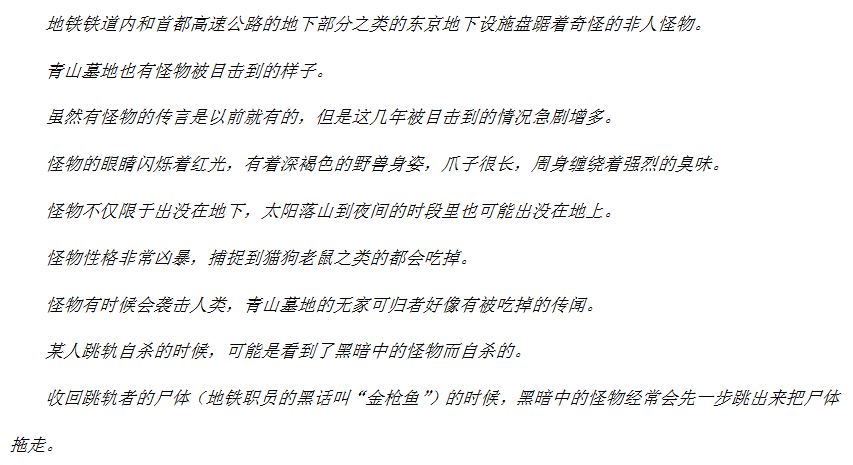 地铁铁道内和首都高速公路的地下部分之类的东京地下设施盘踞着奇怪的非人怪物。
青山墓地也有怪物被目击到的样子。
虽然有怪物的传言是以前就有的，但是这几年被目击到的情况急剧增多。
怪物的眼睛闪烁着红光，有着深褐色的野兽身姿，爪子很长，周身缠绕着强烈的臭味。
怪物不仅限于出没在地下，太阳落山到夜间的时段里也可能出没在地上。
怪物性格非常凶暴，捕捉到猫狗老鼠之类的都会吃掉。
怪物有时候会袭击人类，青山墓地的无家可归者好像有被吃掉的传闻。
某人跳轨自杀的时候，可能是看到了黑暗中的怪物而自杀的。
收回跳轨者的尸体（地铁职员的黑话叫“金枪鱼”）的时候，黑暗中的怪物经常会先一步跳出来把尸体
拖走。